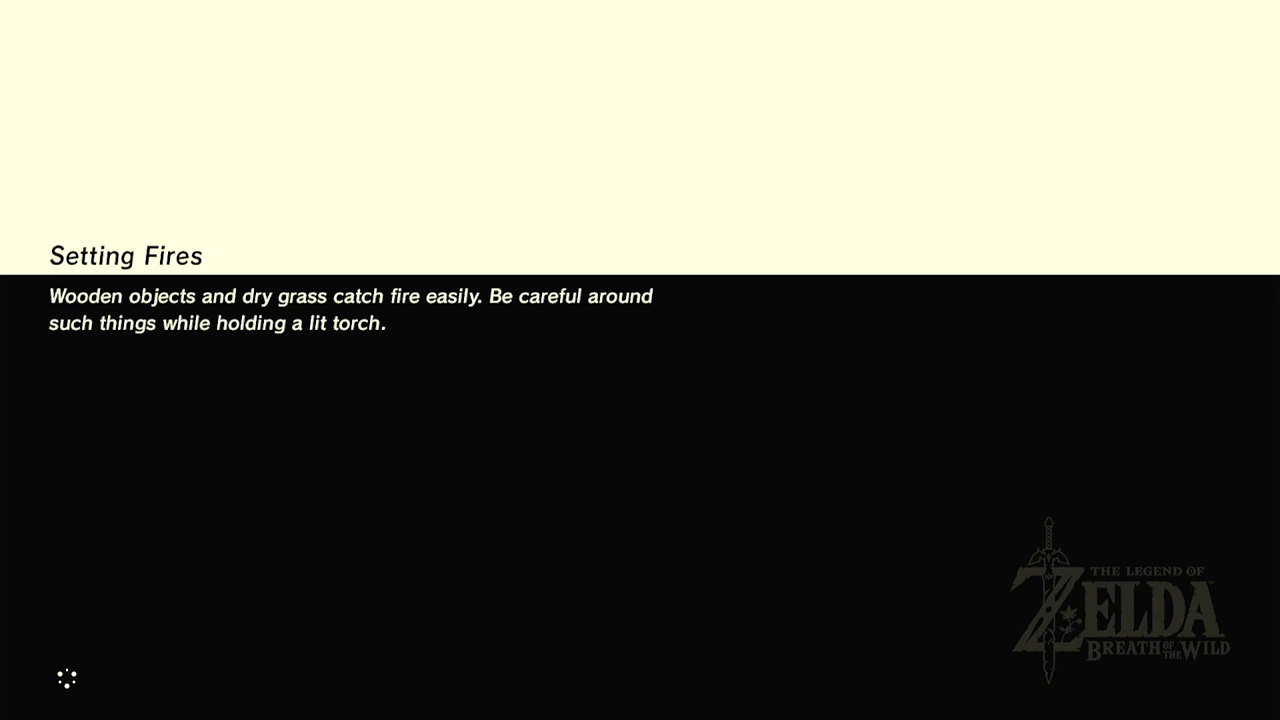 Setting Fires
Wooden objects and dry grass catch fire easily. Be careful around
such things while holding a lit torch.
THE LEGEND OF
ZELDA
BREATH OF THE WILD